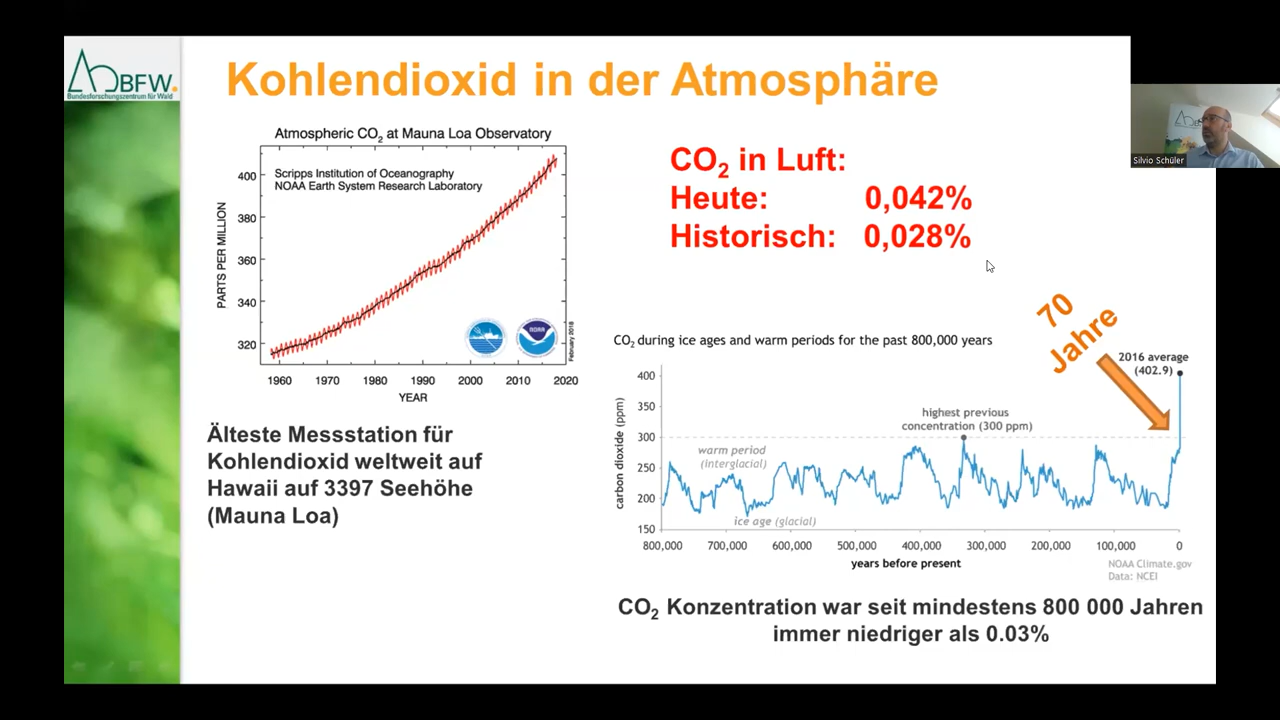 BFW.
Bundesforschungszentrum für Wald
Kohlendioxid in der Atmosphäre
Silvio Schüler
Atmospheric CO2 at Mauna Loa Observatory
Scripps Institution of Oceanography
NOAA Earth System Research Laboratory
PARTS PER MILLION
400
380
360
340
320
NOAA
February 2018
1960 1970 1980 1990 2000 2010 2020
YEAR
CO2 in Luft:
Heute: 0,042%
Historisch: 0,028%
70
Jahre
Älteste Messstation für
Kohlendioxid weltweit auf
Hawaii auf 3397 Seehöhe
(Mauna Loa)
CO2 during ice ages and warm periods for the past 800,000 years
2016 average
(402.9)
highest previous
concentration (300 ppm)
warm period
(interglacial)
ice age (glacial)
carbon dioxide (ppm)
400
350
300
250
200
150
800,000 700,000 600,000 500,000 400,000 300,000 200,000 100,000 0
years before present
NOAA Climate.gov
Data: NCEI
CO2 Konzentration war seit mindestens 800 000 Jahren
immer niedriger als 0.03%